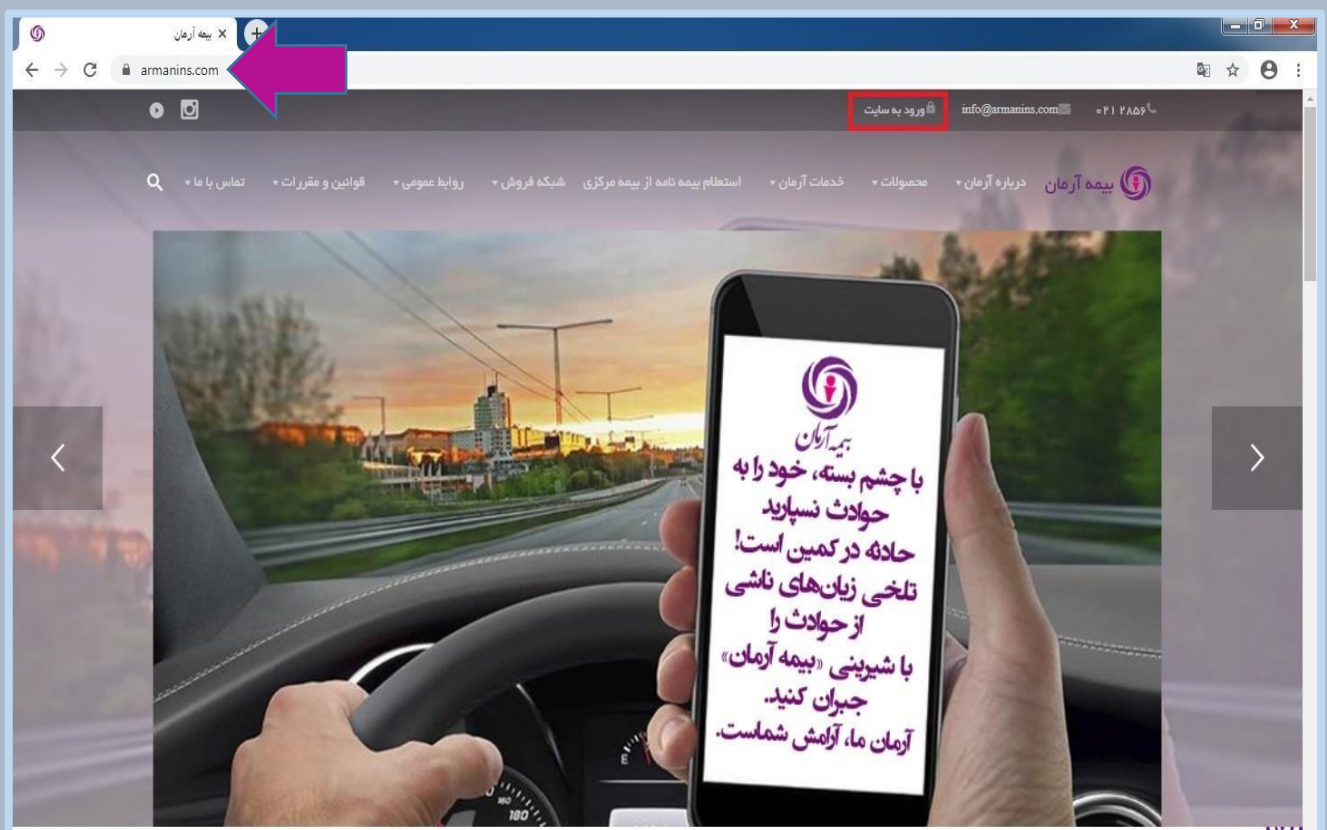 بیمه آرمان
armanins.com
۰۲۱ ۲۸۵۶ info@armanins.com ورود به سایت
بیمه آرمان درباره آرمان محصولات خدمات آرمان استعلام بیمه نامه از بیمه مرکزی شبکه فروش روابط عمومی قوانین و مقررات تماس با ما
بیمه آرمان
با چشم بسته، خود را به
حوادث نسپارید
حادثه در کمین است!
تلخی زیان‌های ناشی
از حوادث را
با شیرینی «بیمه آرمان»
جبران کنید.
آرمان ما، آرامش شماست.
E
160
180